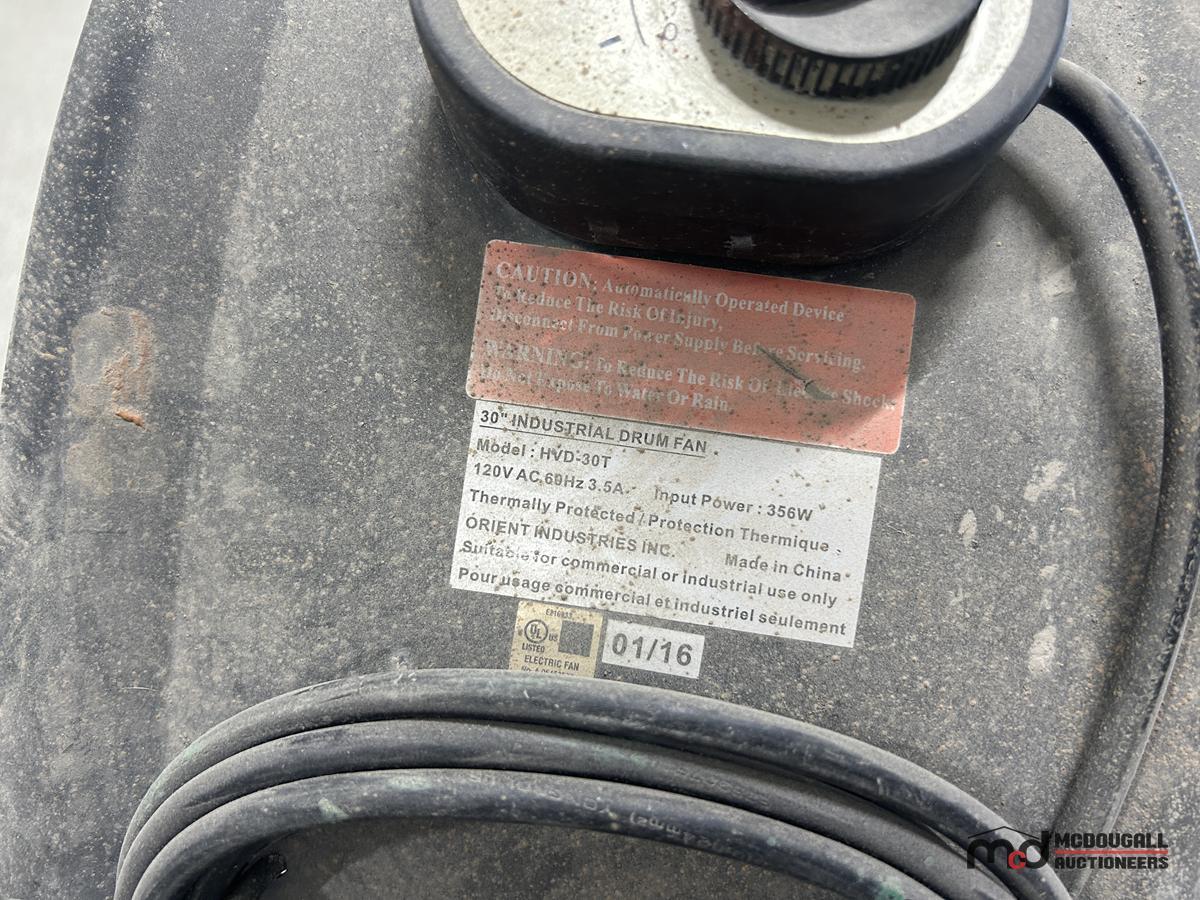 0
CAUTION: Automatically Operated Device
To Reduce The Risk Of Injury,
Disconnect From Power Supply Before Servicing.
WARNING: To Reduce The Risk Of Electric Shock,
Do Not Expose To Water Or Rain.
30" INDUSTRIAL DRUM FAN
Model : HVD-30T
120V AC,60Hz 3.5A. Input Power : 356W
Thermally Protected / Protection Thermique
ORIENT INDUSTRIES INC. Made in China
Suitable for commercial or industrial use only
Pour usage commercial et industriel seulement
UL US
LISTED
ELECTRIC FAN
01/16
mcd MCDOUGALL
AUCTIONEERS